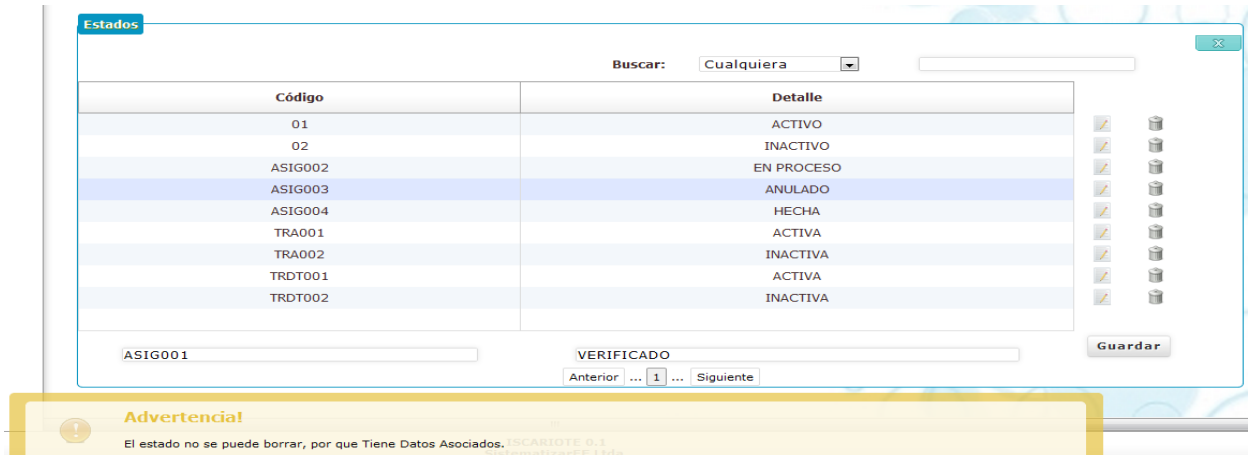 Estados
Buscar: Cualquiera
Código Detalle
01 ACTIVO
02 INACTIVO
ASIG002 EN PROCESO
ASIG003 ANULADO
ASIG004 HECHA
TRA001 ACTIVA
TRA002 INACTIVA
TRDT001 ACTIVA
TRDT002 INACTIVA
ASIG001 VERIFICADO Guardar
Anterior ... 1 ... Siguiente
Advertencia!
El estado no se puede borrar, por que Tiene Datos Asociados.
ISCARIOTE 0.1